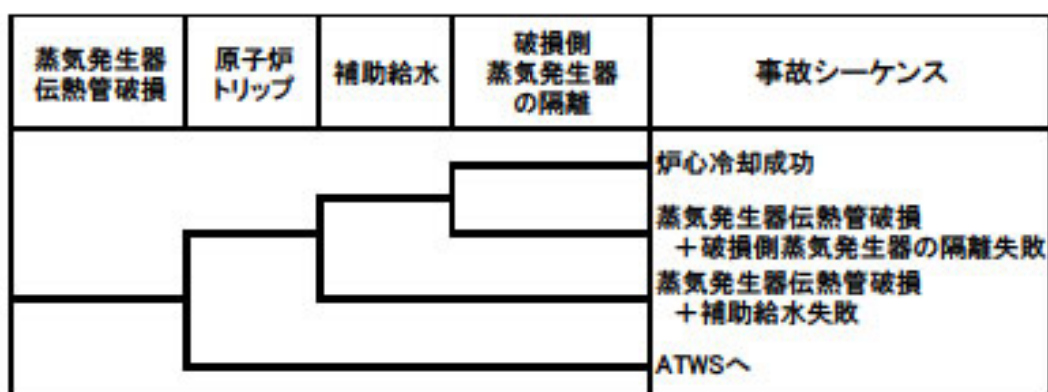 蒸気発生器
伝熱管破損
原子炉
トリップ
補助給水
破損側
蒸気発生器
の隔離
事故シーケンス
炉心冷却成功
蒸気発生器伝熱管破損
＋破損側蒸気発生器の隔離失敗
蒸気発生器伝熱管破損
＋補助給水失敗
ATWSへ